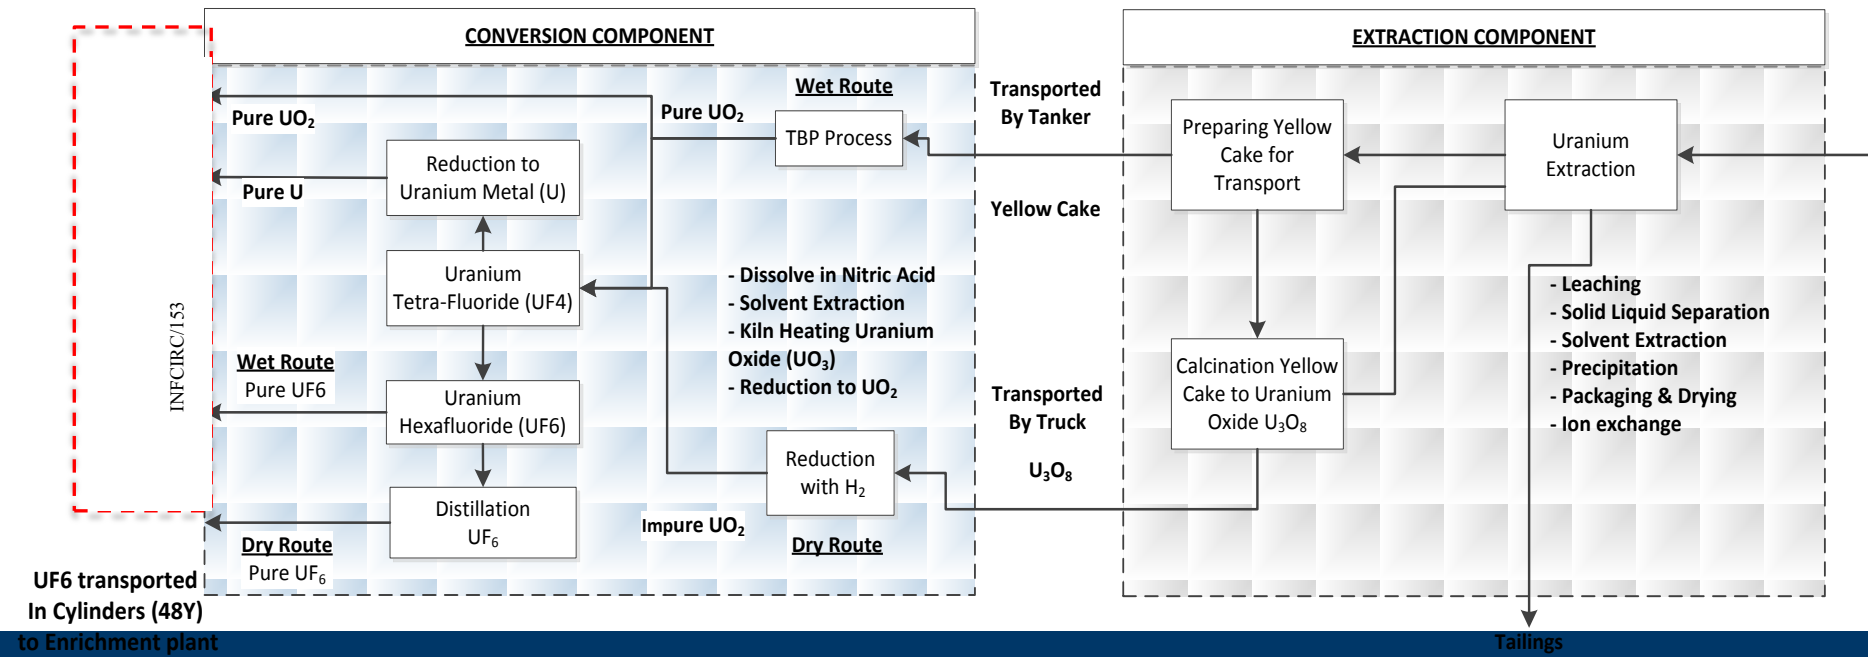 CONVERSION COMPONENT
EXTRACTION COMPONENT
Wet Route
Pure UO₂
Pure UO₂
TBP Process
Transported
By Tanker
Preparing Yellow
Cake for
Transport
Uranium
Extraction
Reduction to
Uranium Metal (U)
Pure U
Yellow Cake
Uranium
Tetra-Fluoride (UF4)
- Dissolve in Nitric Acid
- Solvent Extraction
- Kiln Heating Uranium
Oxide (UO₃)
- Reduction to UO₂
- Leaching
- Solid Liquid Separation
- Solvent Extraction
- Precipitation
- Packaging & Drying
- Ion exchange
INFCIRC/153
Wet Route
Pure UF6
Uranium
Hexafluoride (UF6)
Transported
By Truck
U₃O₈
Calcination Yellow
Cake to Uranium
Oxide U₃O₈
Reduction
with H₂
Distillation
UF₆
Impure UO₂
Dry Route
Dry Route
Pure UF₆
UF6 transported
In Cylinders (48Y)
to Enrichment plant
Tailings